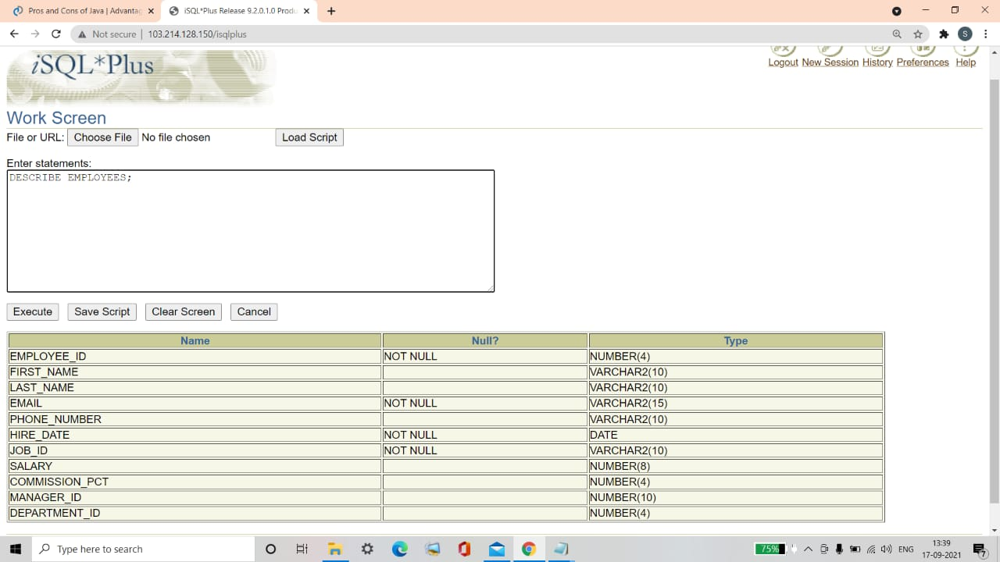 Pros and Cons of Java | Advantag
iSQL*Plus Release 9.2.0.1.0 Produ
Not secure | 103.214.128.150/isqlplus
S
iSQL*Plus
Logout New Session History Preferences Help
Work Screen
File or URL: Choose File No file chosen Load Script
Enter statements:
DESCRIBE EMPLOYEES;
Execute Save Script Clear Screen Cancel
Name Null? Type
EMPLOYEE_ID NOT NULL NUMBER(4)
FIRST_NAME VARCHAR2(10)
LAST_NAME VARCHAR2(10)
EMAIL NOT NULL VARCHAR2(15)
PHONE_NUMBER VARCHAR2(10)
HIRE_DATE NOT NULL DATE
JOB_ID NOT NULL VARCHAR2(10)
SALARY NUMBER(8)
COMMISSION_PCT NUMBER(4)
MANAGER_ID NUMBER(10)
DEPARTMENT_ID NUMBER(4)
Type here to search
75%
ENG
13:39
17-09-2021
7